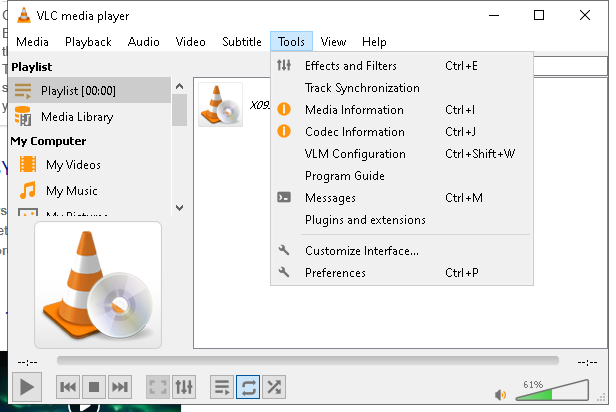 VLC media player
Media Playback Audio Video Subtitle Tools View Help
Playlist
Playlist [00:00]
Media Library
My Computer
My Videos
My Music
My Pictures
X09
Effects and Filters Ctrl+E
Track Synchronization
Media Information Ctrl+I
Codec Information Ctrl+J
VLM Configuration Ctrl+Shift+W
Program Guide
Messages Ctrl+M
Plugins and extensions
Customize Interface...
Preferences Ctrl+P
--:-- --:--
61%